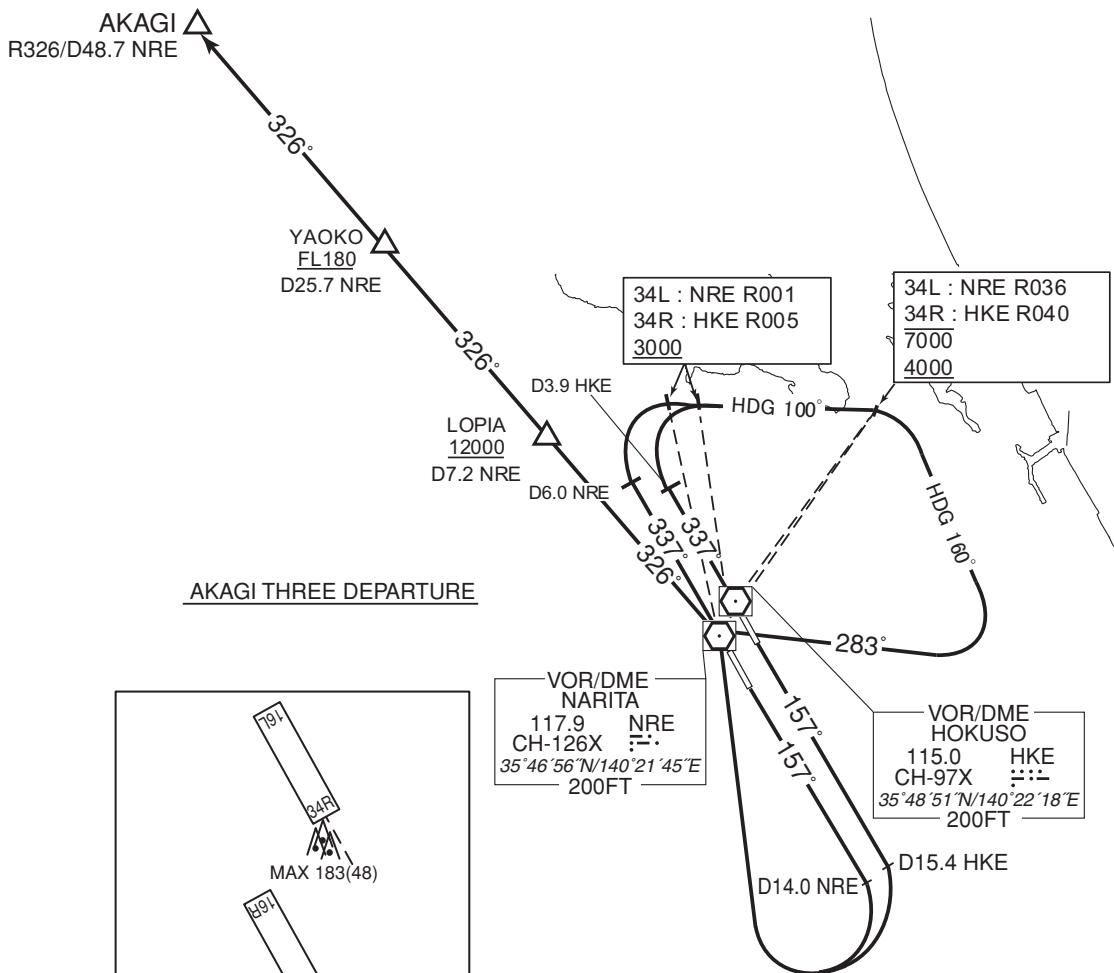 AKAGI
R326/D48.7 NRE
326°
YAOKO
FL180
D25.7 NRE
326°
34L : NRE R001
34R : HKE R005
3000
34L : NRE R036
34R : HKE R040
7000
4000
D3.9 HKE
HDG 100°
LOPIA
12000
D7.2 NRE
D6.0 NRE
HDG 160°
337°
337°
326°
AKAGI THREE DEPARTURE
283°
VOR/DME
NARITA
117.9 NRE
CH-126X
35°46´56˝N/140°21´45˝E
200FT
157°
157°
VOR/DME
HOKUSO
115.0 HKE
CH-97X
35°48´51˝N/140°22´18˝E
200FT
16L
34R
MAX 183(48)
16R
D15.4 HKE
D14.0 NRE